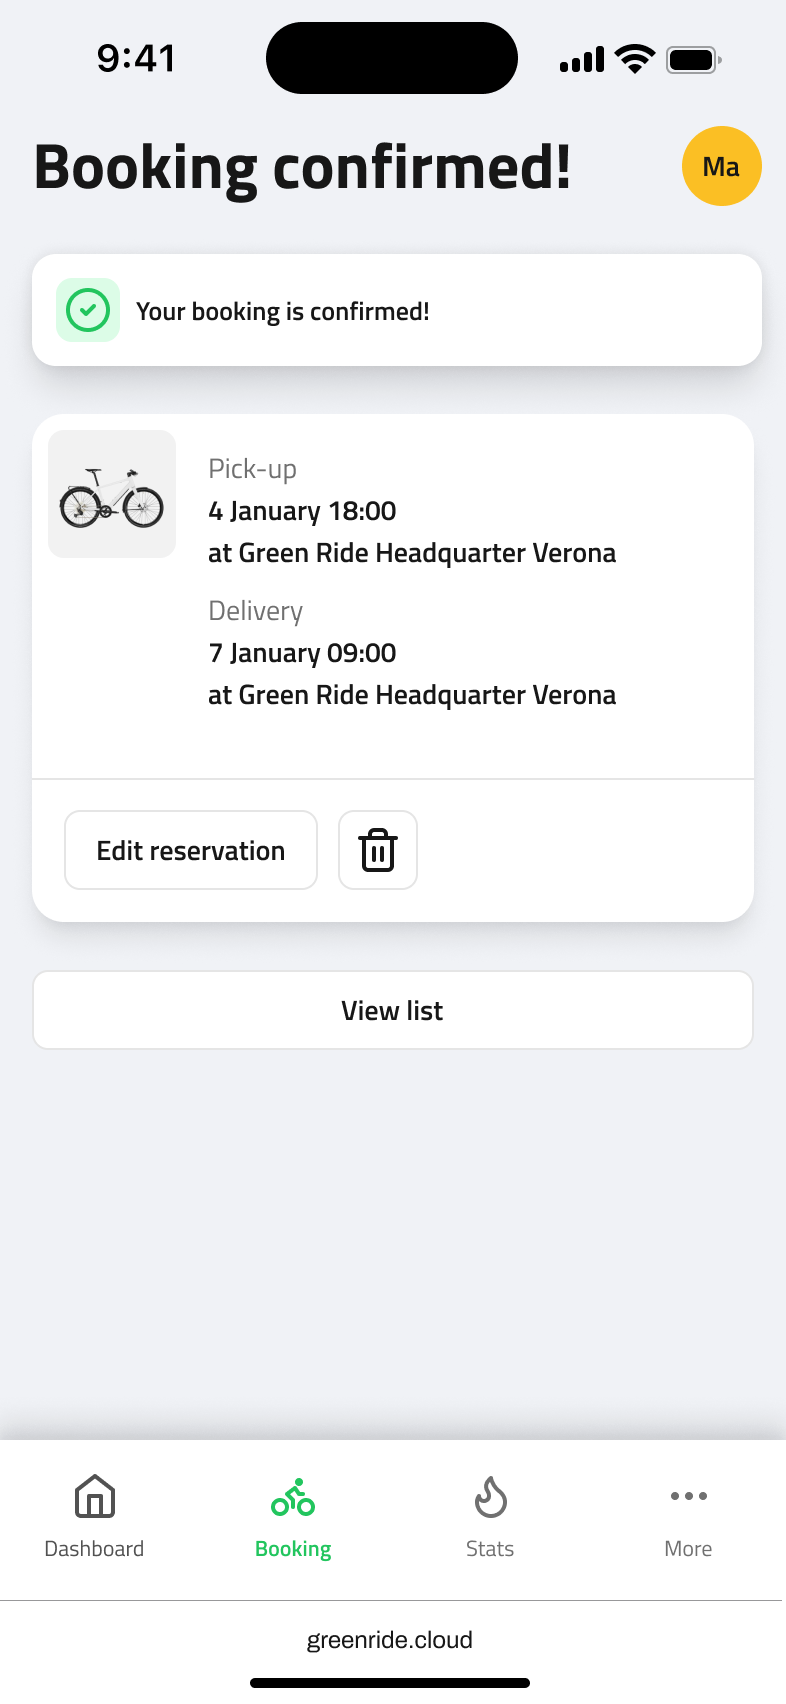 9:41
Booking confirmed!
Ma
Your booking is confirmed!
Pick-up
4 January 18:00
at Green Ride Headquarter Verona
Delivery
7 January 09:00
at Green Ride Headquarter Verona
Edit reservation
View list
Dashboard
Booking
Stats
More
greenride.cloud